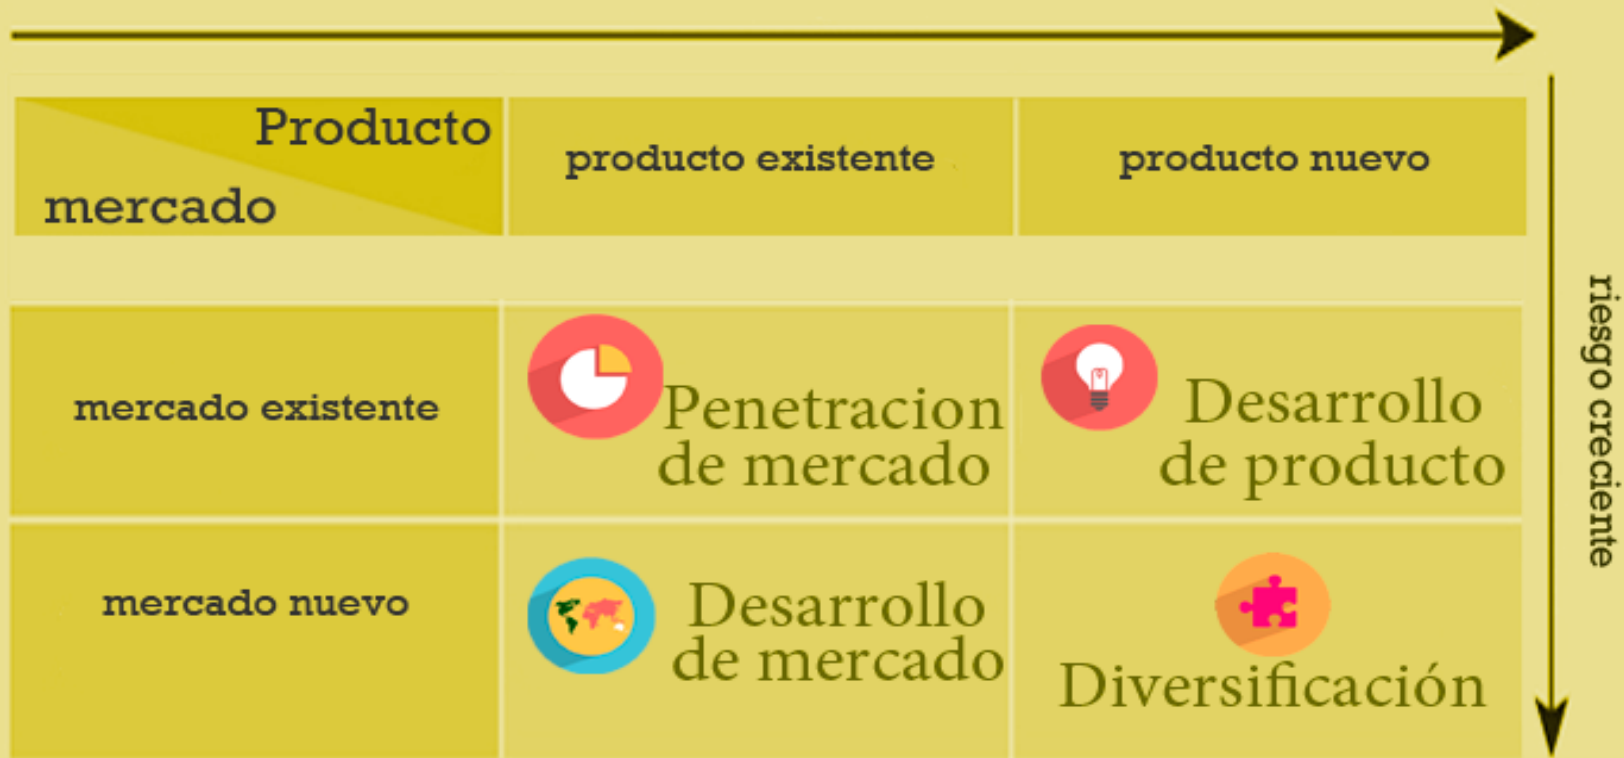 Producto
mercado
producto existente
producto nuevo
mercado existente
Penetracion
de mercado
Desarrollo
de producto
mercado nuevo
Desarrollo
de mercado
Diversificación
riesgo creciente